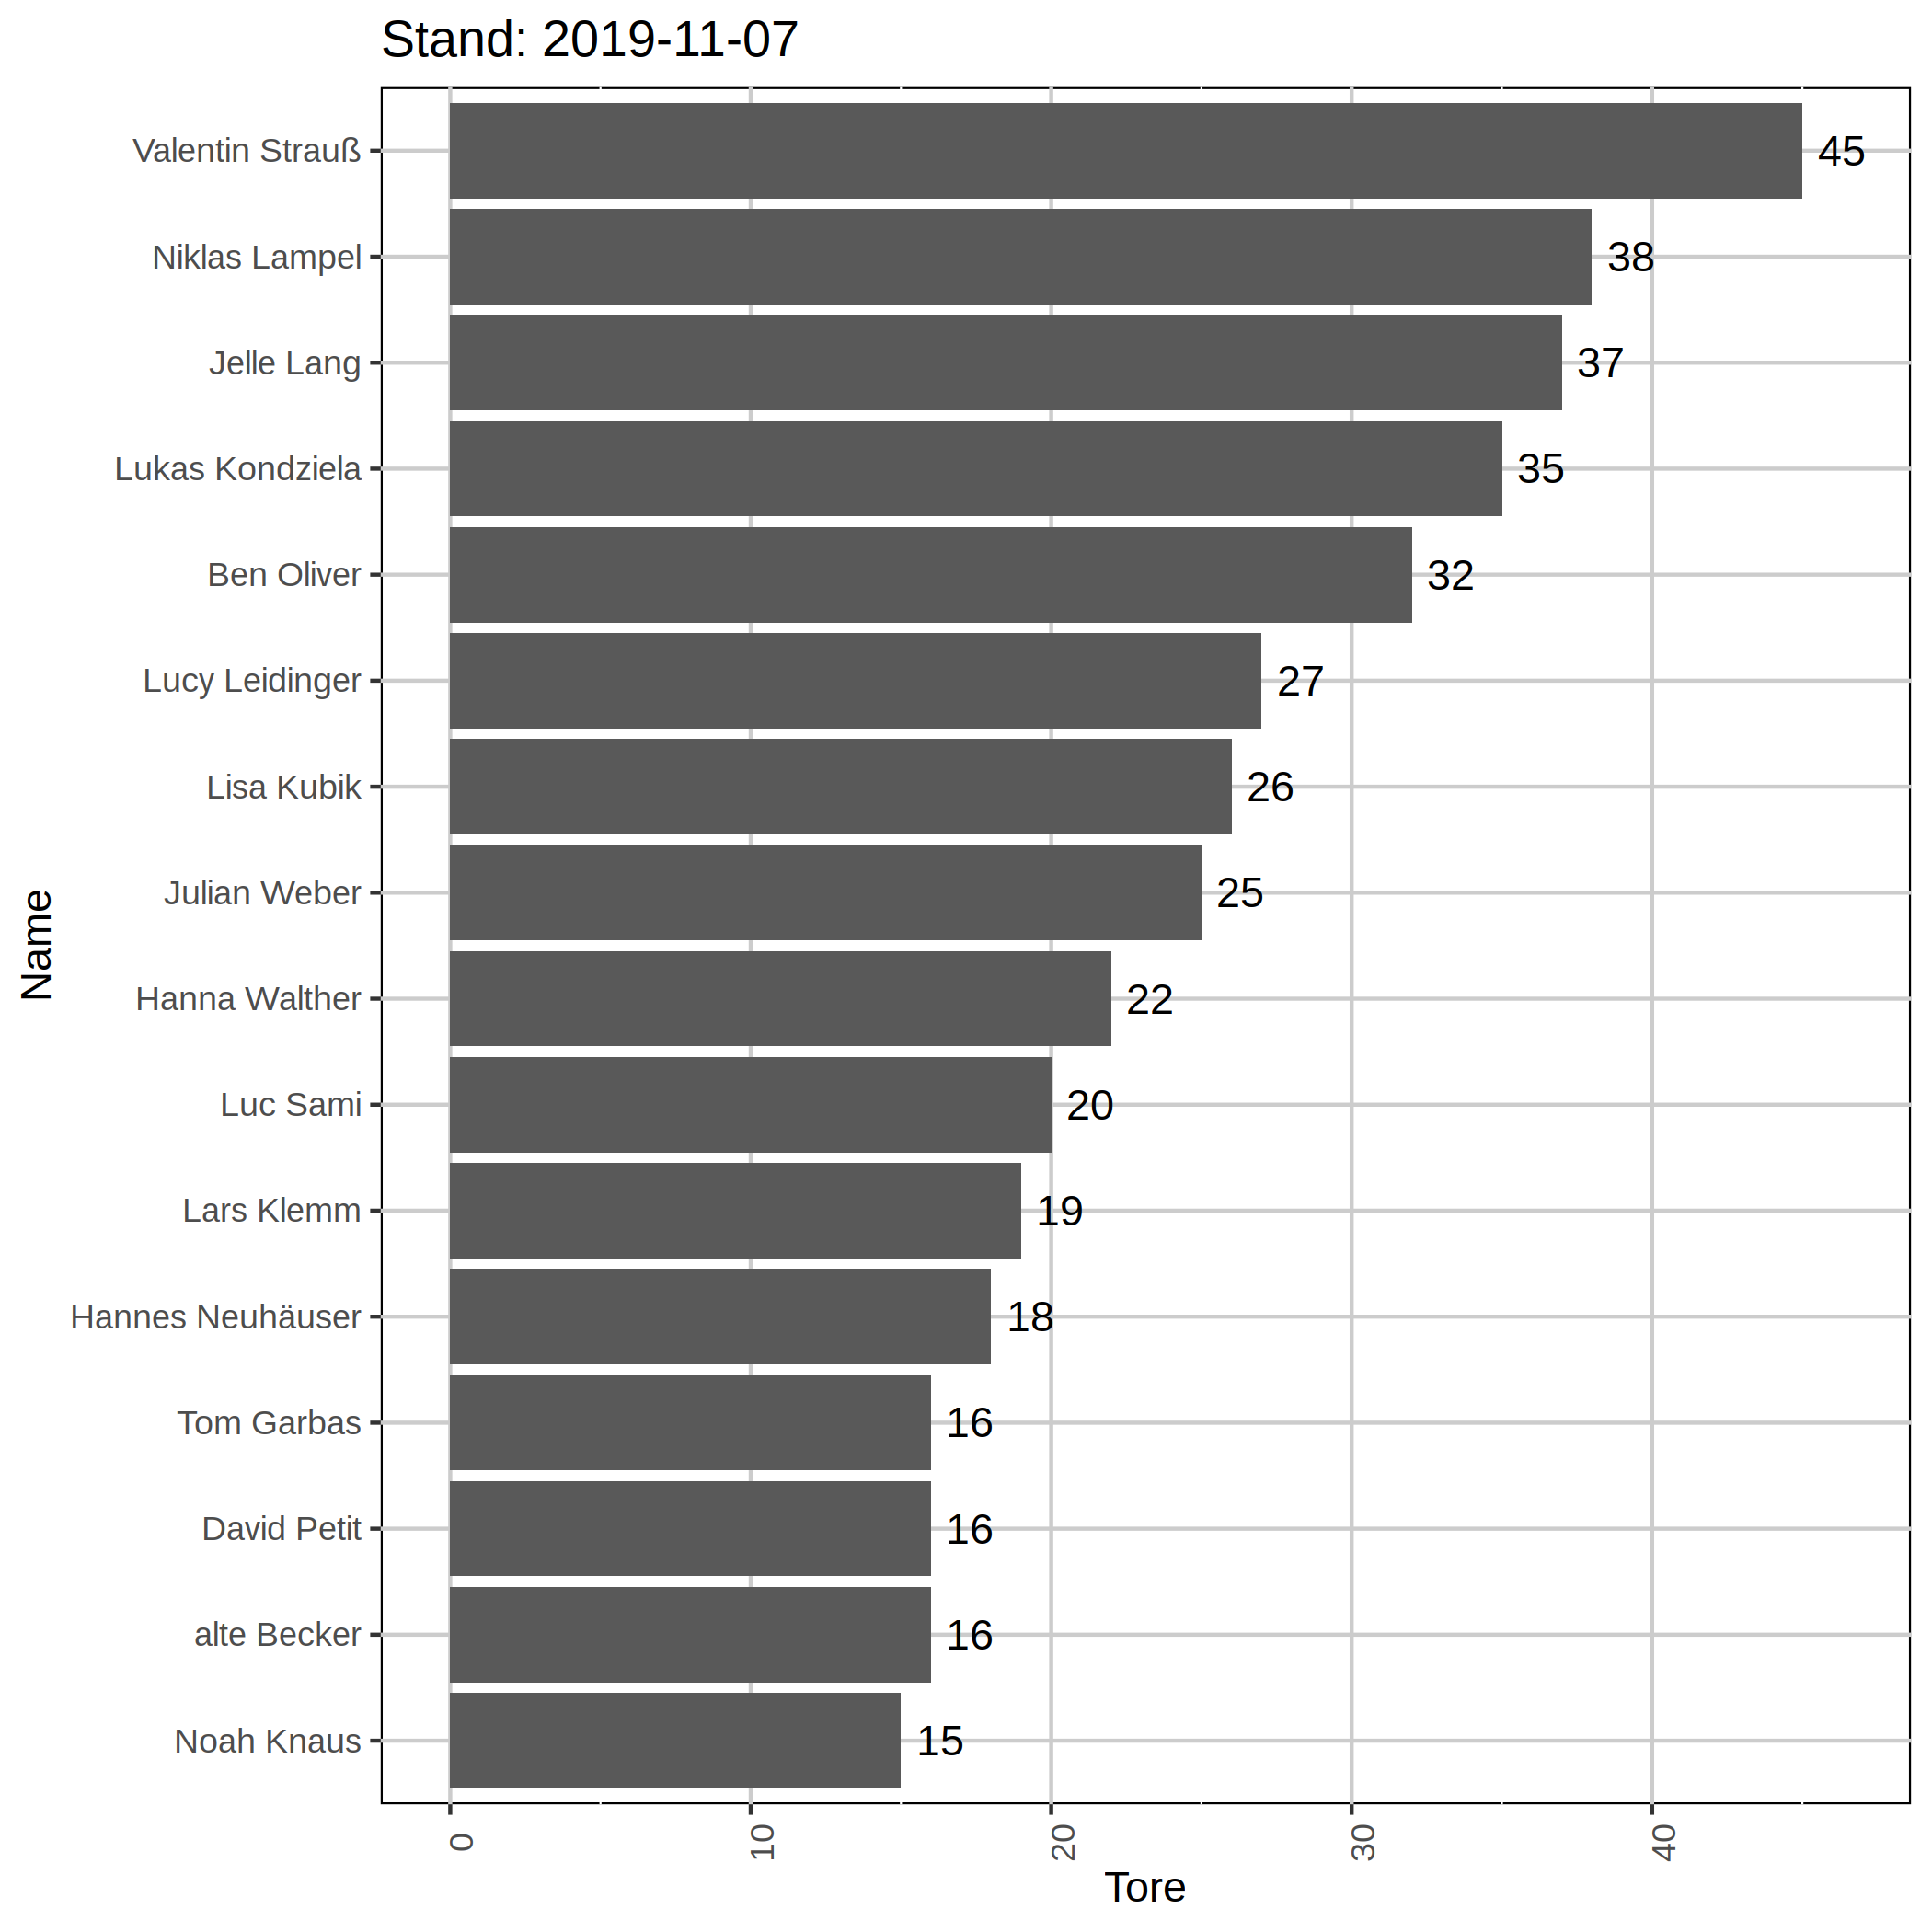 Stand: 2019-11-07
Valentin Strauß 45
Niklas Lampel 38
Jelle Lang 37
Lukas Kondziela 35
Ben Oliver 32
Lucy Leidinger 27
Lisa Kubik 26
Julian Weber 25
Hanna Walther 22
Luc Sami 20
Lars Klemm 19
Hannes Neuhäuser 18
Tom Garbas 16
David Petit 16
alte Becker 16
Noah Knaus 15
Name
0 10 20 30 40
Tore